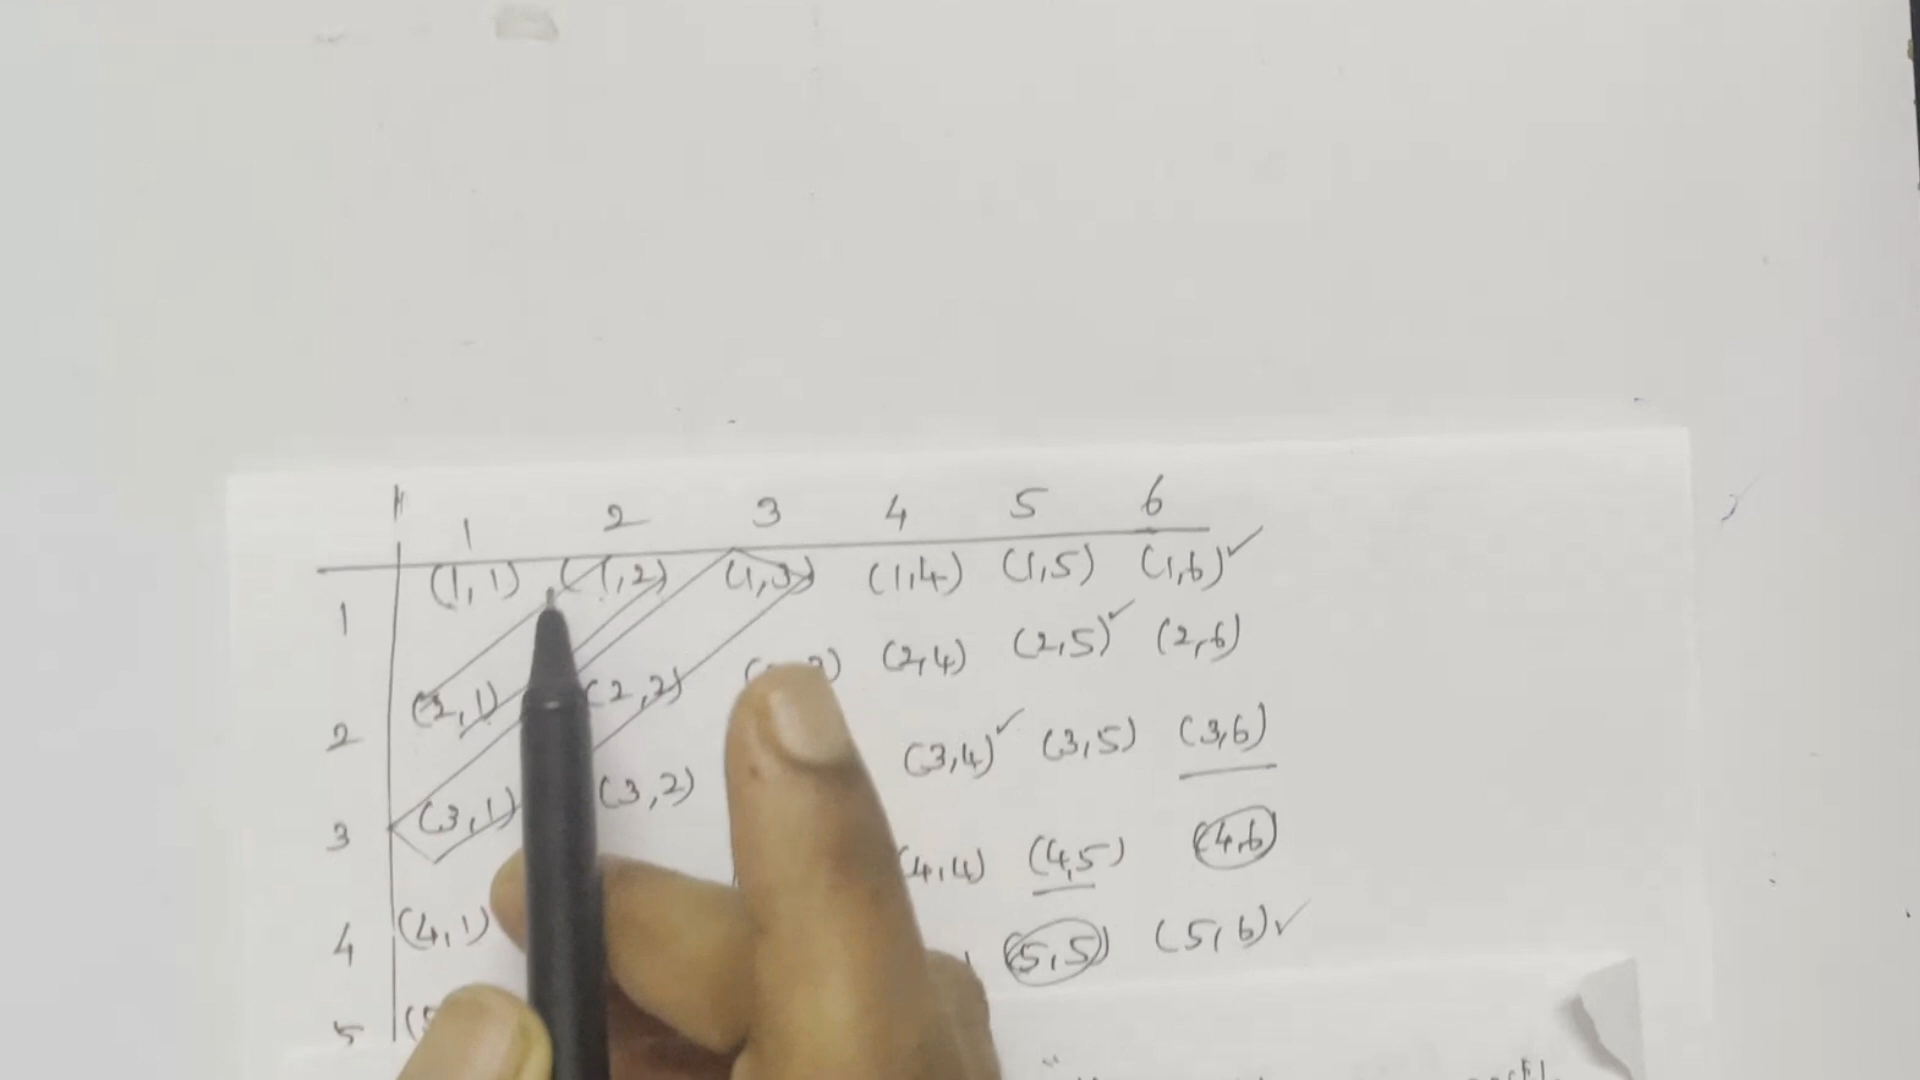 1 2 3 4 5 6
1 (1,1) (1,2) (1,3) (1,4) (1,5) (1,6)✓
2 (2,1) (2,2) (2,4) (2,5)✓ (2,6)
3 (3,1) (3,2) (3,4)✓ (3,5) (3,6)
4 (4,1) (4,4) (4,5) (4,6)
5 (5,5) (5,6)✓